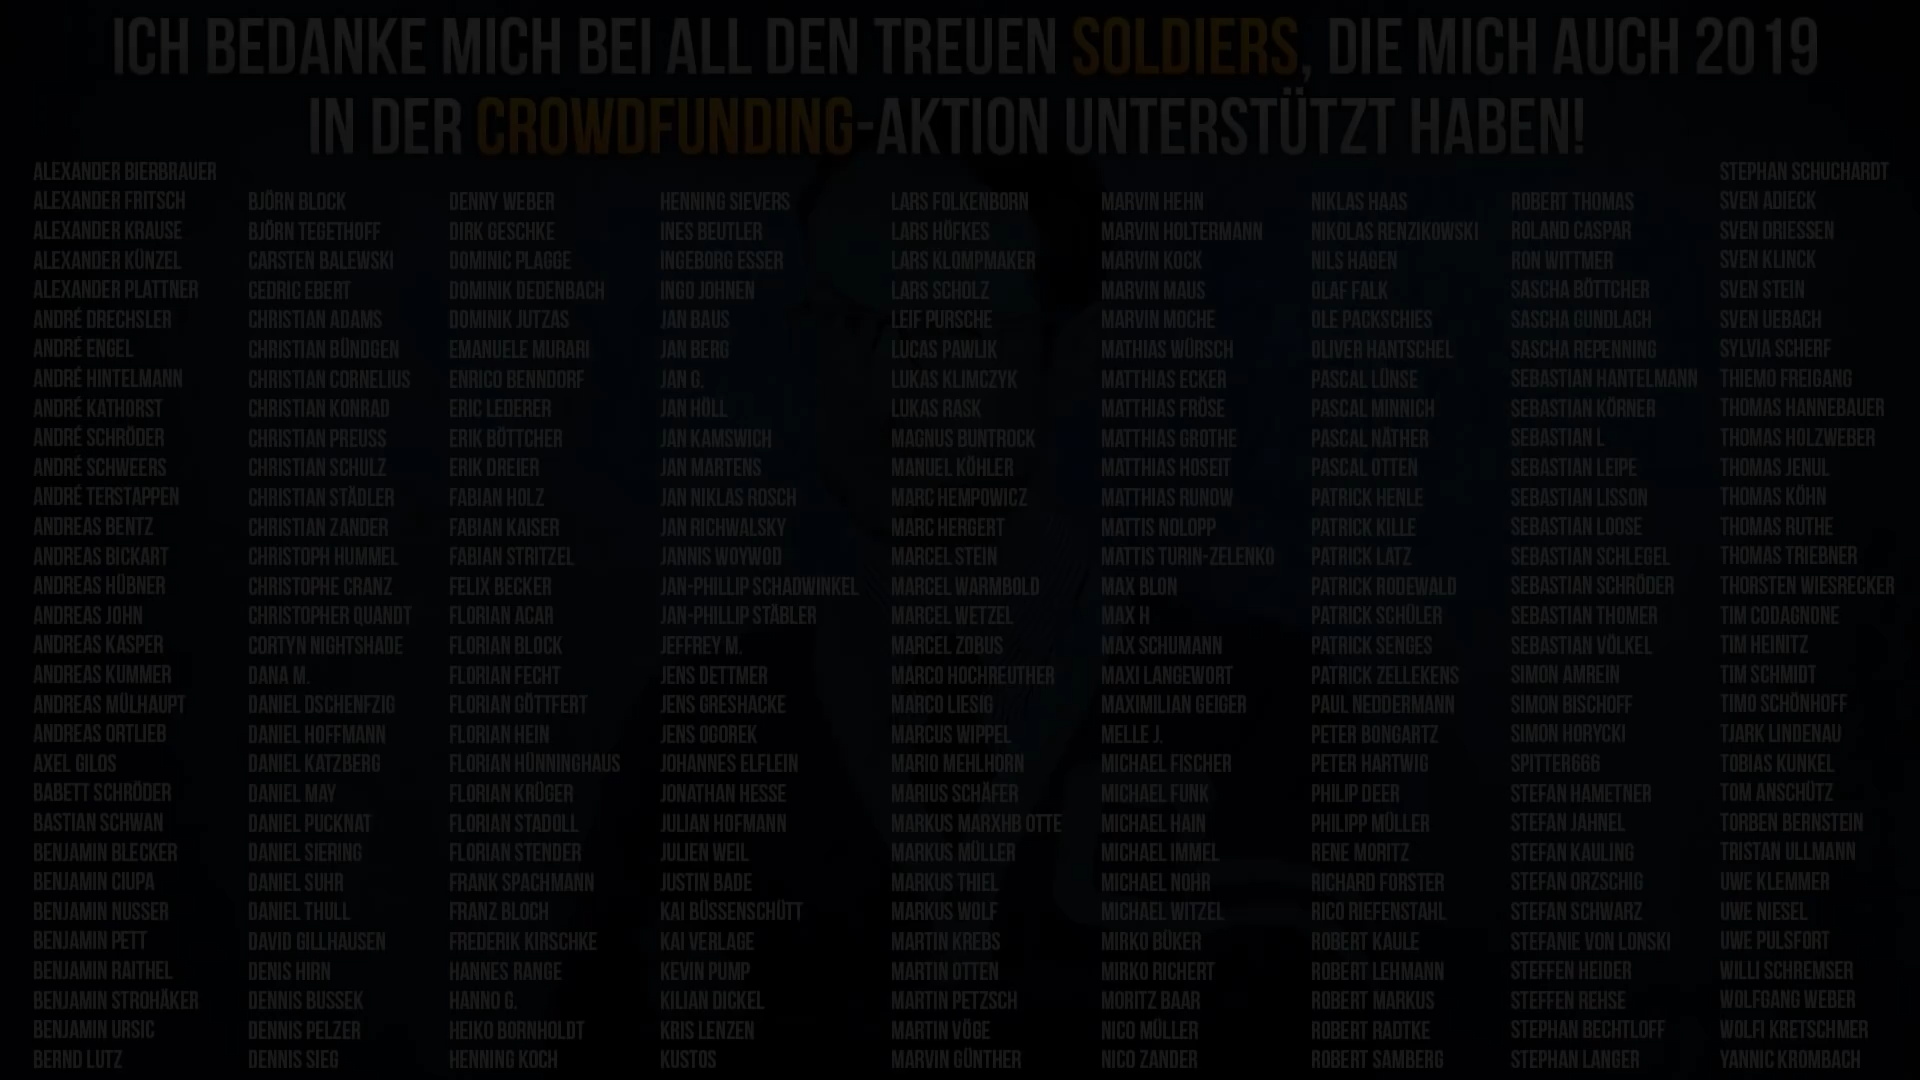 ICH BEDANKE MICH BEI ALL DEN TREUEN SOLDIERS, DIE MICH AUCH 2019
IN DER CROWDFUNDING-AKTION UNTERSTÜTZT HABEN!
ALEXANDER BIERBRAUER
ALEXANDER FRITSCH
ALEXANDER KRAUSE
ALEXANDER KÜNZEL
ALEXANDER PLATTNER
ANDRÉ DRECHSLER
ANDRÉ ENGEL
ANDRÉ HINTELMANN
ANDRÉ KATHORST
ANDRÉ SCHRÖDER
ANDRÉ SCHWEERS
ANDRÉ TERSTAPPEN
ANDREAS BENTZ
ANDREAS BICKART
ANDREAS HÜBNER
ANDREAS JOHN
ANDREAS KASPER
ANDREAS KUMMER
ANDREAS MÜLHAUPT
ANDREAS ORTLIEB
AXEL GILOS
BABETT SCHRÖDER
BASTIAN SCHWAN
BENJAMIN BLECKER
BENJAMIN CIUPA
BENJAMIN NUSSER
BENJAMIN PETT
BENJAMIN RAITHEL
BENJAMIN STROHÄKER
BENJAMIN URSIC
BERND LUTZ
BJÖRN BLOCK
BJÖRN TEGETHOFF
CARSTEN BALEWSKI
CEDRIC EBERT
CHRISTIAN ADAMS
CHRISTIAN BÜNDGEN
CHRISTIAN CORNELIUS
CHRISTIAN KONRAD
CHRISTIAN PREUSS
CHRISTIAN SCHULZ
CHRISTIAN STÄDLER
CHRISTIAN ZANDER
CHRISTOPH HUMMEL
CHRISTOPHE CRANZ
CHRISTOPHER QUANDT
CORTYN NIGHTSHADE
DANA M.
DANIEL DSCHENFZIG
DANIEL HOFFMANN
DANIEL KATZBERG
DANIEL MAY
DANIEL PUCKNAT
DANIEL SIERING
DANIEL SUHR
DANIEL THULL
DAVID GILLHAUSEN
DENIS HIRN
DENNIS BUSSEK
DENNIS PELZER
DENNIS SIEG
DENNY WEBER
DIRK GESCHKE
DOMINIC PLAGGE
DOMINIK DEDENBACH
DOMINIK JUTZAS
EMANUELE MURARI
ENRICO BENNDORF
ERIC LEDERER
ERIK BÖTTCHER
ERIK DREIER
FABIAN HOLZ
FABIAN KAISER
FABIAN STRITZEL
FELIX BECKER
FLORIAN ACAR
FLORIAN BLOCK
FLORIAN FECHT
FLORIAN GÖTTFERT
FLORIAN HEIN
FLORIAN HÜNNINGHAUS
FLORIAN KRÜGER
FLORIAN STADOLL
FLORIAN STENDER
FRANK SPACHMANN
FRANZ BLOCH
FREDERIK KIRSCHKE
HANNES RANGE
HANNO G.
HEIKO BORNHOLDT
HENNING KOCH
HENNING SIEVERS
INES BEUTLER
INGEBORG ESSER
INGO JOHNEN
JAN BAUS
JAN BERG
JAN G.
JAN HÖLL
JAN KAMSWICH
JAN MARTENS
JAN NIKLAS ROSCH
JAN RICHWALSKY
JANNIS WOYWOD
JAN-PHILLIP SCHADWINKEL
JAN-PHILLIP STÄBLER
JEFFREY M.
JENS DETTMER
JENS GRESHACKE
JENS OGOREK
JOHANNES ELFLEIN
JONATHAN HESSE
JULIAN HOFMANN
JULIEN WEIL
JUSTIN BADE
KAI BÜSSENSCHÜTT
KAI VERLAGE
KEVIN PUMP
KILIAN DICKEL
KRIS LENZEN
KUSTOS
LARS FOLKENBORN
LARS HÖFKES
LARS KLOMPMAKER
LARS SCHOLZ
LEIF PURSCHE
LUCAS PAWLIK
LUKAS KLIMCZYK
LUKAS RASK
MAGNUS BUNTROCK
MANUEL KÖHLER
MARC HEMPOWICZ
MARC HERGERT
MARCEL STEIN
MARCEL WARMBOLD
MARCEL WETZEL
MARCEL ZOBUS
MARCO HOCHREUTHER
MARCO LIESIG
MARCUS WIPPEL
MARIO MEHLHORN
MARIUS SCHÄFER
MARKUS MARXHB OTTE
MARKUS MÜLLER
MARKUS THIEL
MARKUS WOLF
MARTIN KREBS
MARTIN OTTEN
MARTIN PETZSCH
MARTIN VÖGE
MARVIN GÜNTHER
MARVIN HEHN
MARVIN HOLTERMANN
MARVIN KOCK
MARVIN MAUS
MARVIN MOCHE
MATHIAS WÜRSCH
MATTHIAS ECKER
MATTHIAS FRÖSE
MATTHIAS GROTHE
MATTHIAS HOSEIT
MATTHIAS RUNOW
MATTIS NOLOPP
MATTIS TURIN-ZELENKO
MAX BLON
MAX H
MAX SCHUMANN
MAXI LANGEWORT
MAXIMILIAN GEIGER
MELLE J.
MICHAEL FISCHER
MICHAEL FUNK
MICHAEL HAIN
MICHAEL IMMEL
MICHAEL NOHR
MICHAEL WITZEL
MIRKO BÜKER
MIRKO RICHERT
MORITZ BAAR
NICO MÜLLER
NICO ZANDER
NIKLAS HAAS
NIKOLAS RENZIKOWSKI
NILS HAGEN
OLAF FALK
OLE PACKSCHIES
OLIVER HANTSCHEL
PASCAL LÜNSE
PASCAL MINNICH
PASCAL NÄTHER
PASCAL OTTEN
PATRICK HENLE
PATRICK KILLE
PATRICK LATZ
PATRICK RODEWALD
PATRICK SCHÜLER
PATRICK SENGES
PATRICK ZELLEKENS
PAUL NEDDERMANN
PETER BONGARTZ
PETER HARTWIG
PHILIP DEER
PHILIPP MÜLLER
RENE MORITZ
RICHARD FORSTER
RICO RIEFENSTAHL
ROBERT KAULE
ROBERT LEHMANN
ROBERT MARKUS
ROBERT RADTKE
ROBERT SAMBERG
ROBERT THOMAS
ROLAND CASPAR
RON WITTMER
SASCHA BÖTTCHER
SASCHA GUNDLACH
SASCHA REPENNING
SEBASTIAN HANTELMANN
SEBASTIAN KÖRNER
SEBASTIAN L
SEBASTIAN LEIPE
SEBASTIAN LISSON
SEBASTIAN LOOSE
SEBASTIAN SCHLEGEL
SEBASTIAN SCHRÖDER
SEBASTIAN THOMER
SEBASTIAN VÖLKEL
SIMON AMREIN
SIMON BISCHOFF
SIMON HORYCKI
SPITTER666
STEFAN HAMETNER
STEFAN JAHNEL
STEFAN KAULING
STEFAN ORZSCHIG
STEFAN SCHWARZ
STEFANIE VON LONSKI
STEFFEN HEIDER
STEFFEN REHSE
STEPHAN BECHTLOFF
STEPHAN LANGER
STEPHAN SCHUCHARDT
SVEN ADIECK
SVEN DRIESSEN
SVEN KLINCK
SVEN STEIN
SVEN UEBACH
SYLVIA SCHERF
THIEMO FREIGANG
THOMAS HANNEBAUER
THOMAS HOLZWEBER
THOMAS JENUL
THOMAS KÖHN
THOMAS RUTHE
THOMAS TRIEBNER
THORSTEN WIESRECKER
TIM CODAGNONE
TIM HEINITZ
TIM SCHMIDT
TIMO SCHÖNHOFF
TJARK LINDENAU
TOBIAS KUNKEL
TOM ANSCHÜTZ
TORBEN BERNSTEIN
TRISTAN ULLMANN
UWE KLEMMER
UWE NIESEL
UWE PULSFORT
WILLI SCHREMSER
WOLFGANG WEBER
WOLFI KRETSCHMER
YANNIC KROMBACH